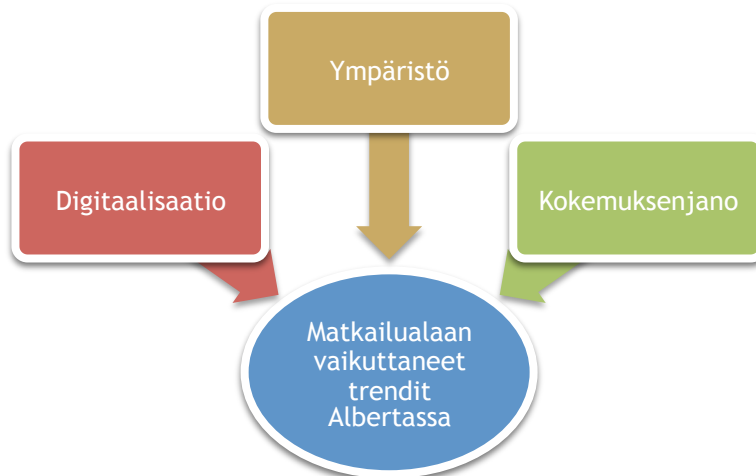 Ympäristö
Digitaalisaatio
Kokemuksenjano
Matkailualaan
vaikuttaneet
trendit
Albertassa